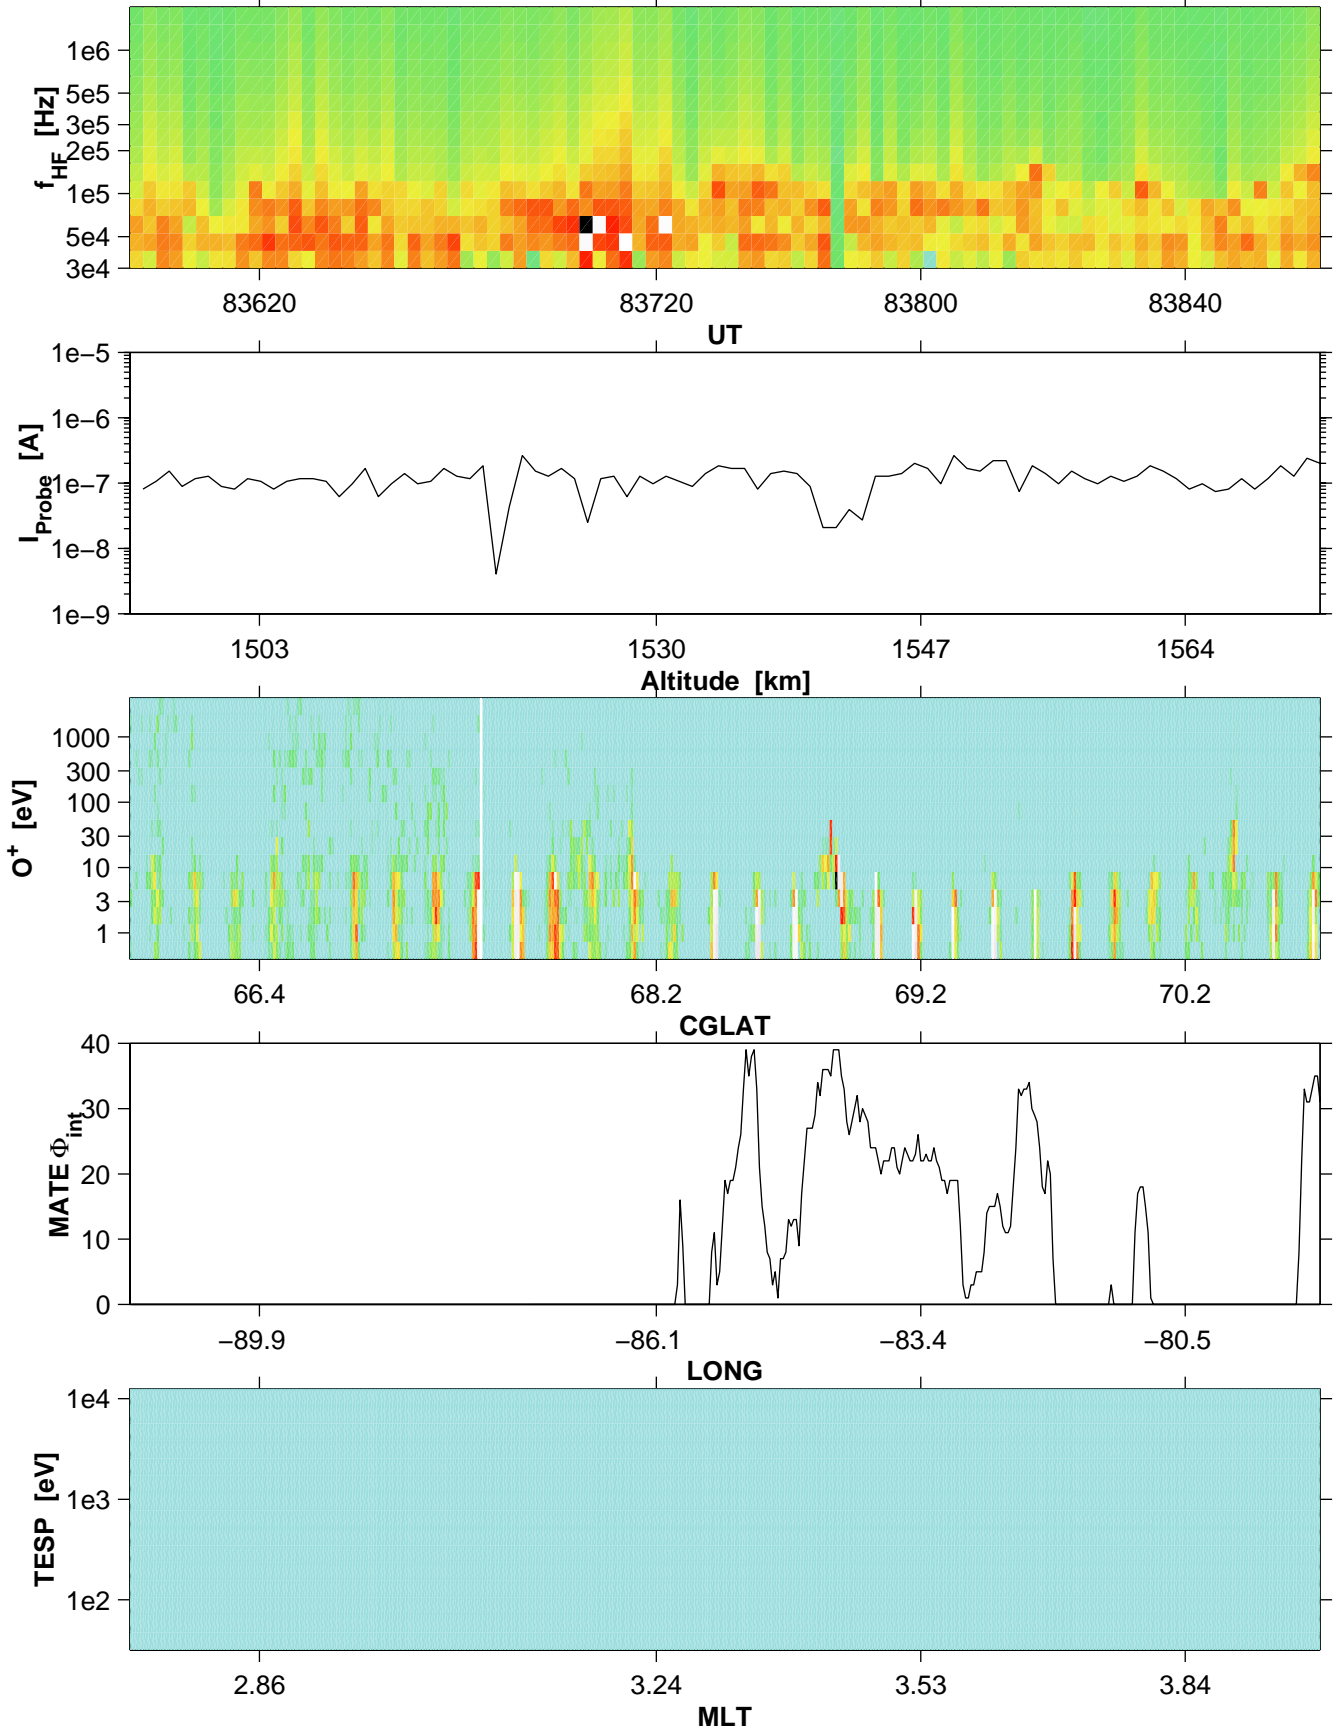 1e6
5e5
3e5
2e5
1e5
5e4
3e4
f_HF [Hz]
83620 83720 83800 83840
UT
1e−5
1e−6
1e−7
1e−8
1e−9
I_Probe [A]
1503 1530 1547 1564
Altitude [km]
1000
300
100
30
10
3
1
O⁺ [eV]
66.4 68.2 69.2 70.2
CGLAT
40
30
20
10
0
MATE Φ_int
−89.9 −86.1 −83.4 −80.5
LONG
1e4
1e3
1e2
TESP [eV]
2.86 3.24 3.53 3.84
MLT